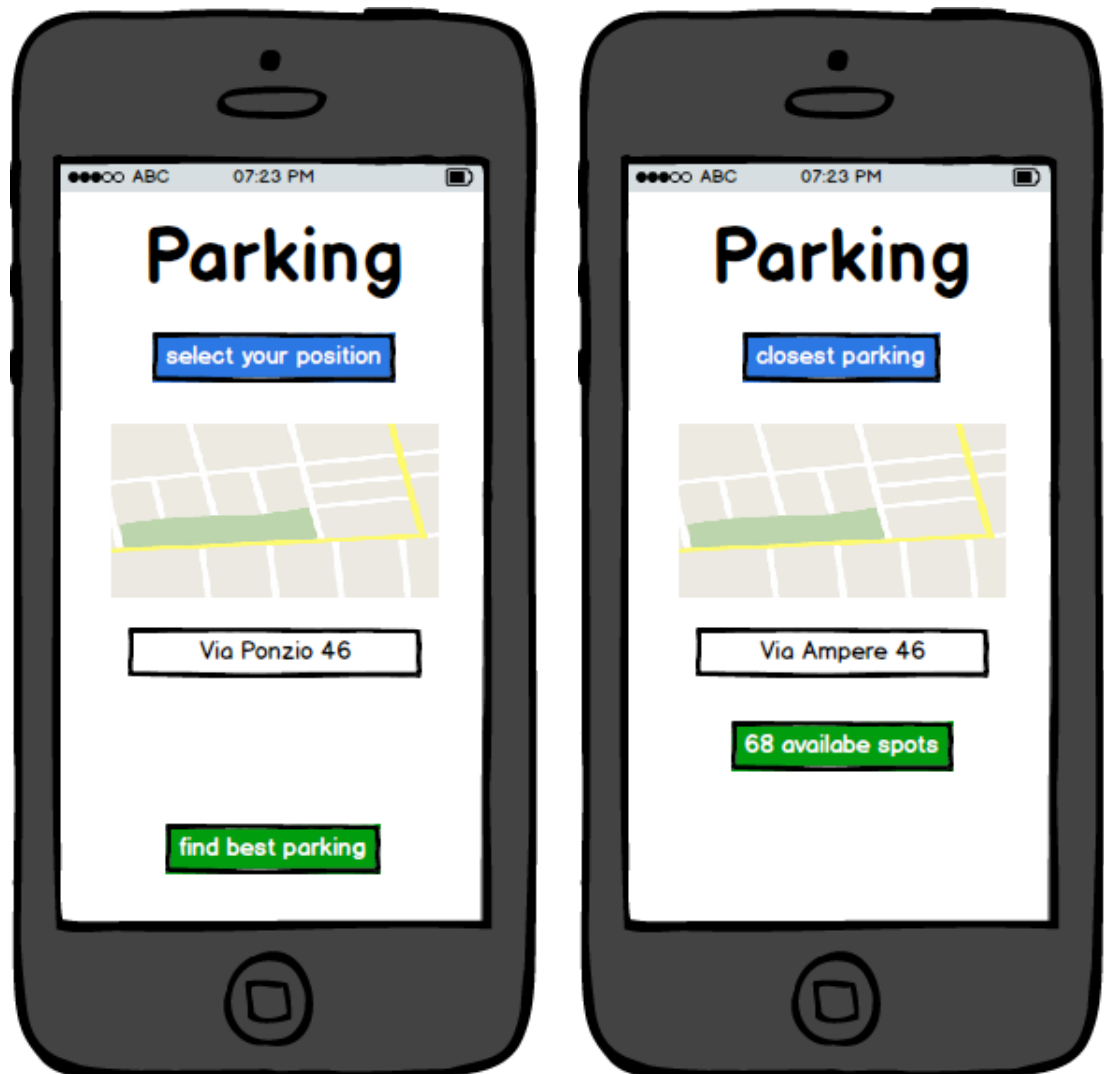 ABC 07:23 PM
Parking
select your position
Via Ponzio 46
find best parking
ABC 07:23 PM
Parking
closest parking
Via Ampere 46
68 availabe spots